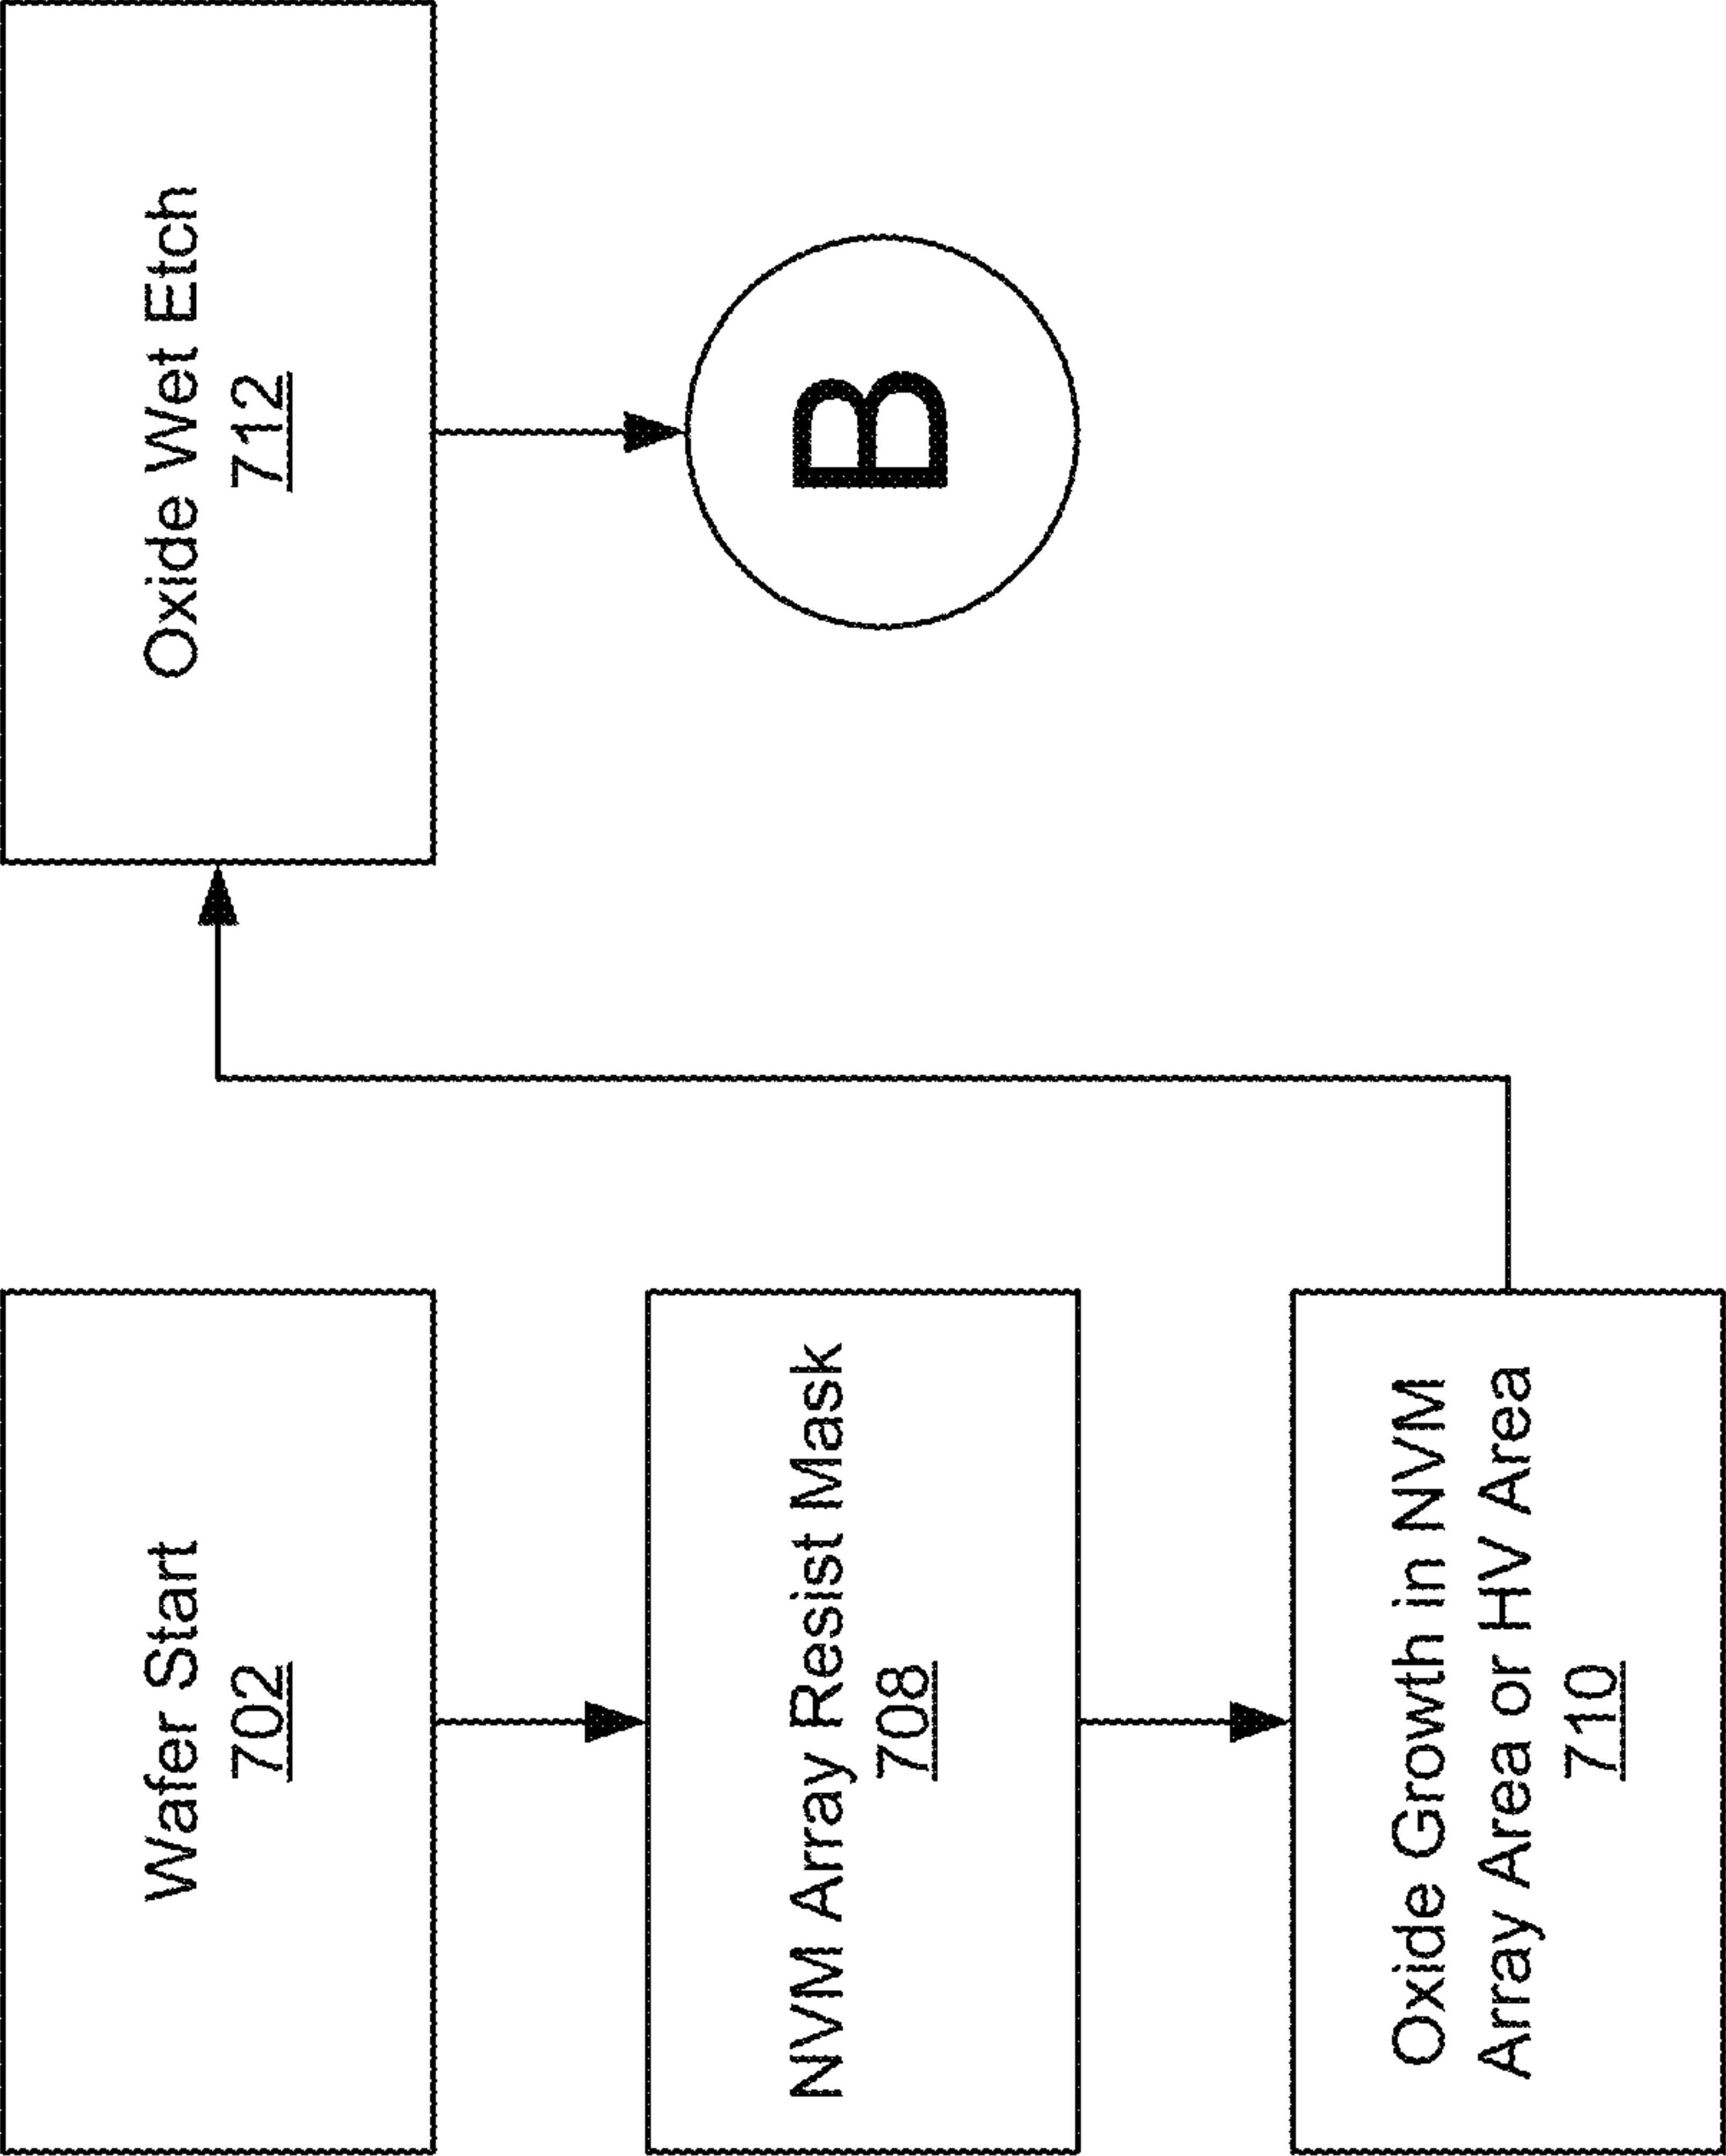 Wafer Start
702
NVM Array Resist Mask
708
Oxide Growth in NVM
Array Area or HV Area
710
Oxide Wet Etch
712
B